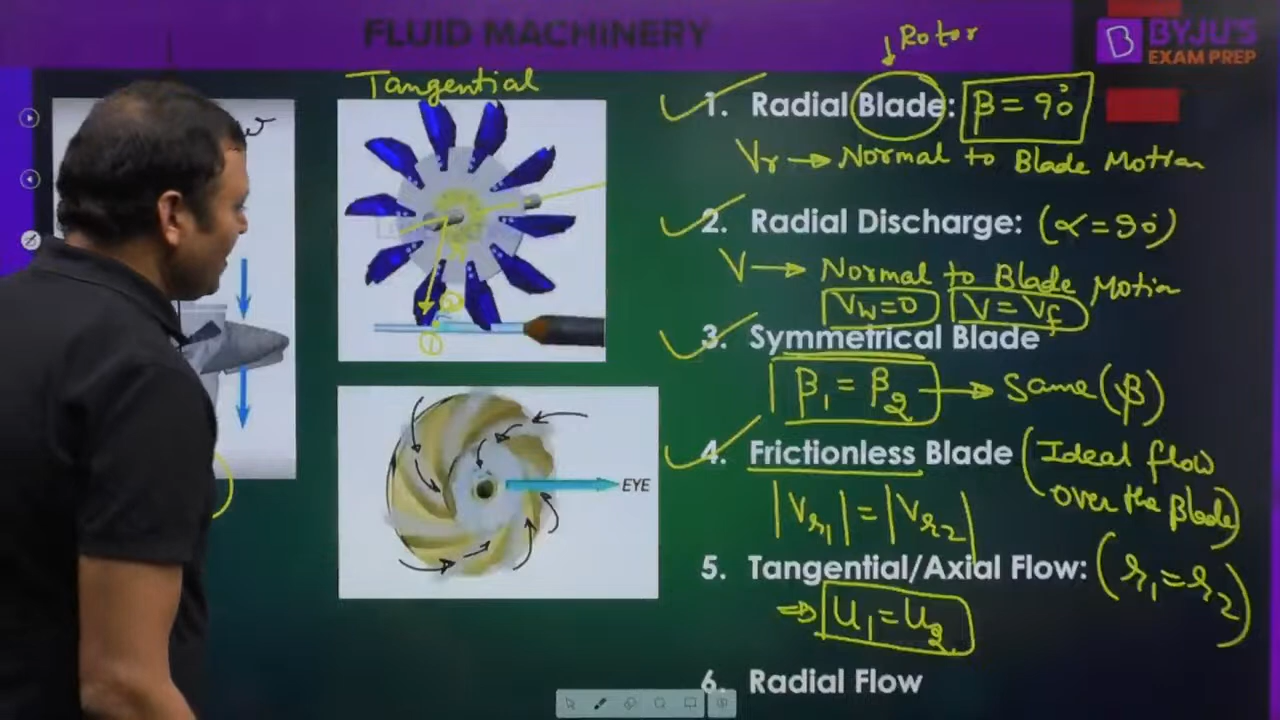 FLUID MACHINERY
BYJU'S
EXAM PREP
Rotor
Tangential
1. Radial Blade: β = 90°
Vr → Normal to Blade Motion
2. Radial Discharge: (α = 90°)
V → Normal to Blade Motion
Vw = 0 V = Vf
3. Symmetrical Blade
β1 = β2 → Same (β)
4. Frictionless Blade (Ideal flow over the Blade)
|Vr1| = |Vr2|
5. Tangential/Axial Flow: (r1 = r2)
⇒ u1 = u2
6. Radial Flow
w
②
①
EYE